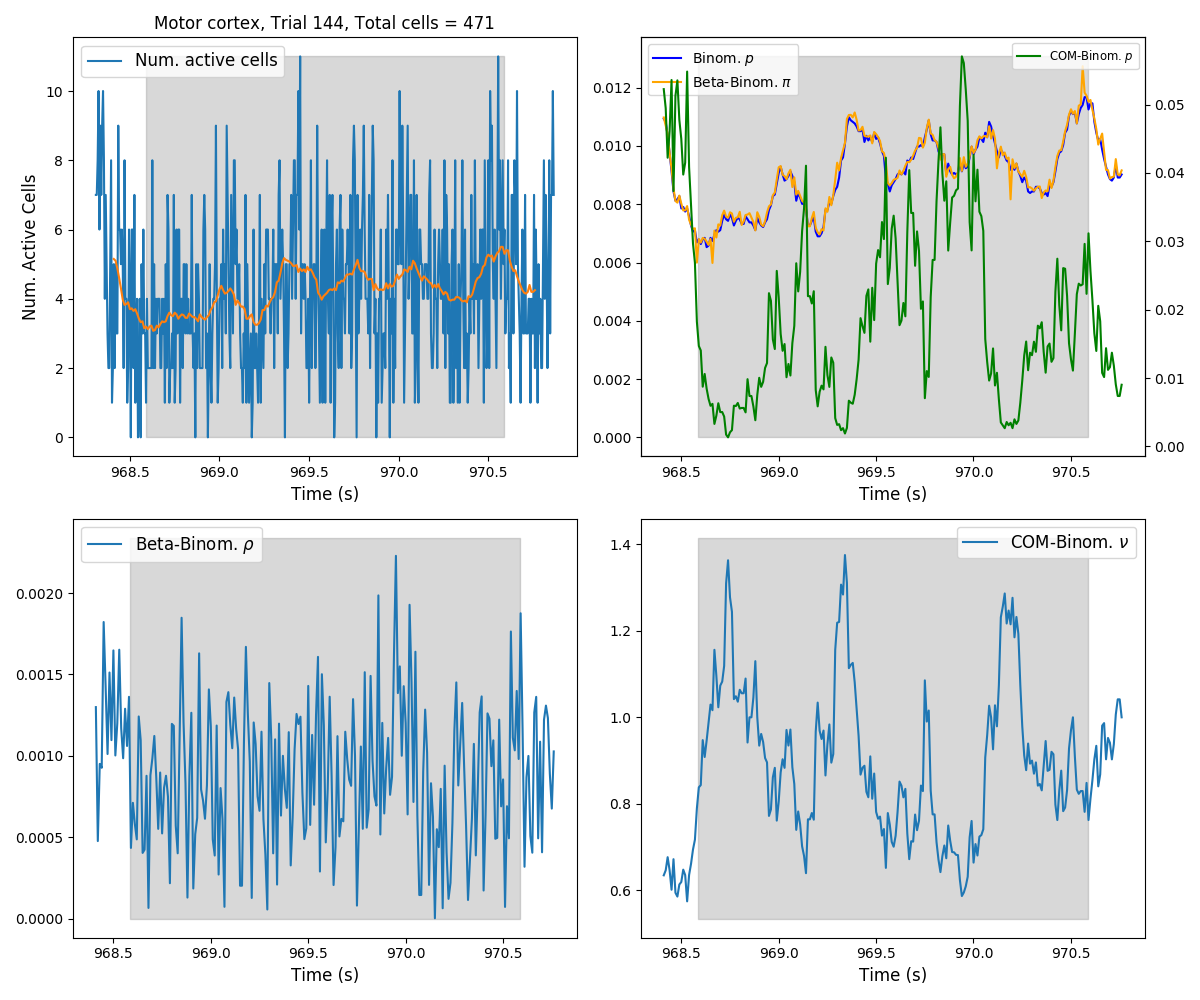 Motor cortex, Trial 144, Total cells = 471
Num. active cells
Num. Active Cells
10
8
6
4
2
0
968.5 969.0 969.5 970.0 970.5
Time (s)
Binom. p
Beta-Binom. π
COM-Binom. p
0.012
0.010
0.008
0.006
0.004
0.002
0.000
0.05
0.04
0.03
0.02
0.01
0.00
968.5 969.0 969.5 970.0 970.5
Time (s)
Beta-Binom. ρ
0.0020
0.0015
0.0010
0.0005
0.0000
968.5 969.0 969.5 970.0 970.5
Time (s)
COM-Binom. ν
1.4
1.2
1.0
0.8
0.6
968.5 969.0 969.5 970.0 970.5
Time (s)